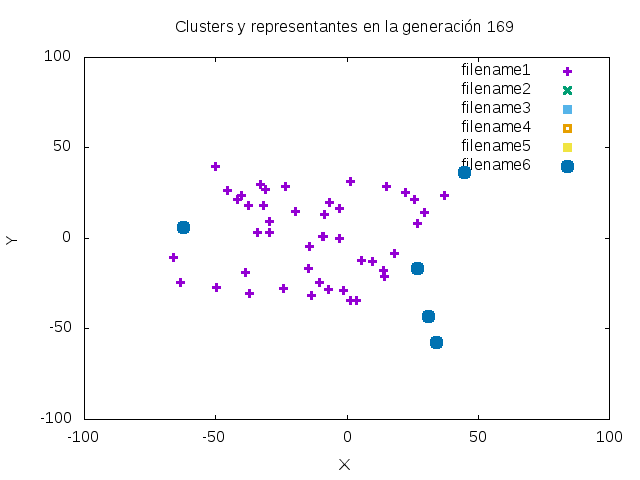 Clusters y representantes en la generación 169
100
50
0
-50
-100
-100 -50 0 50 100
Y
X
filename1
filename2
filename3
filename4
filename5
filename6